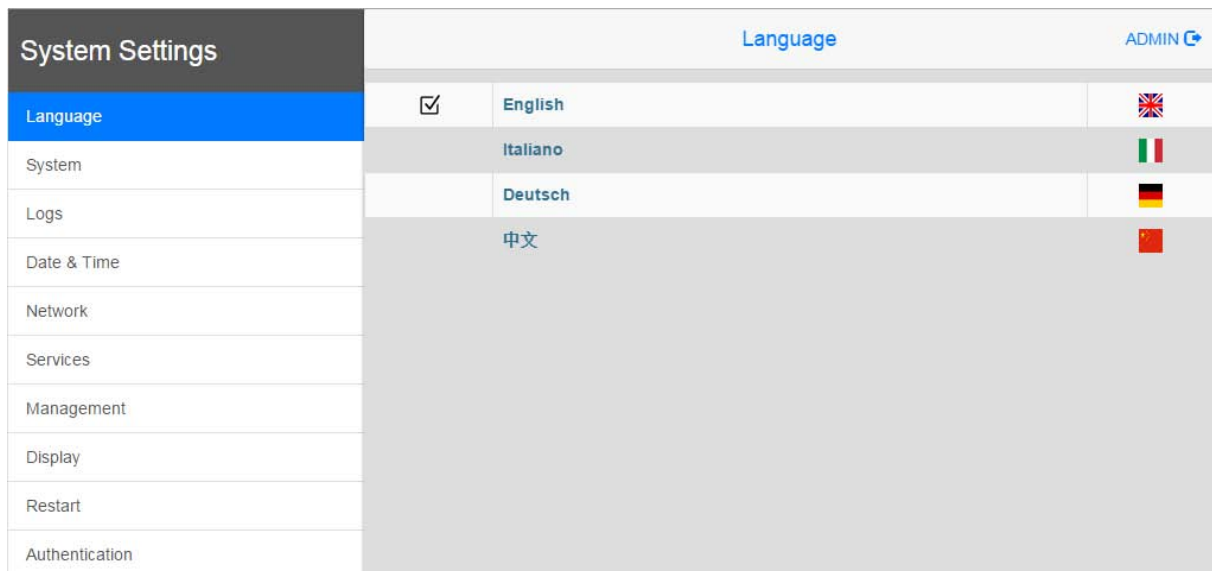 System Settings
Language
System
Logs
Date & Time
Network
Services
Management
Display
Restart
Authentication
Language
ADMIN
English
Italiano
Deutsch
中文